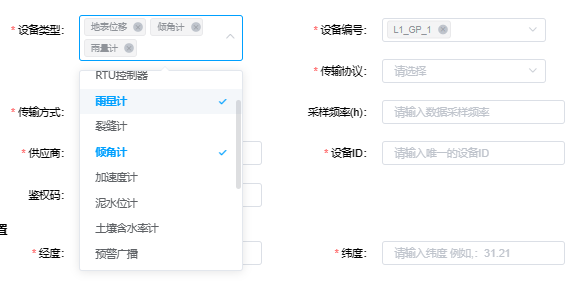 * 设备类型:
地表位移 倾角计
雨量计
* 设备编号:
L1_GP_1
* 传输协议:
请选择
RTU控制器
* 传输方式:
雨量计
采样频率(h):
请输入数据采样频率
裂缝计
* 供应商:
倾角计
* 设备ID:
请输入唯一的设备ID
加速度计
鉴权码:
泥水位计
土壤含水率计
置
* 经度:
预警广播
* 纬度:
请输入纬度 例如,：31.21